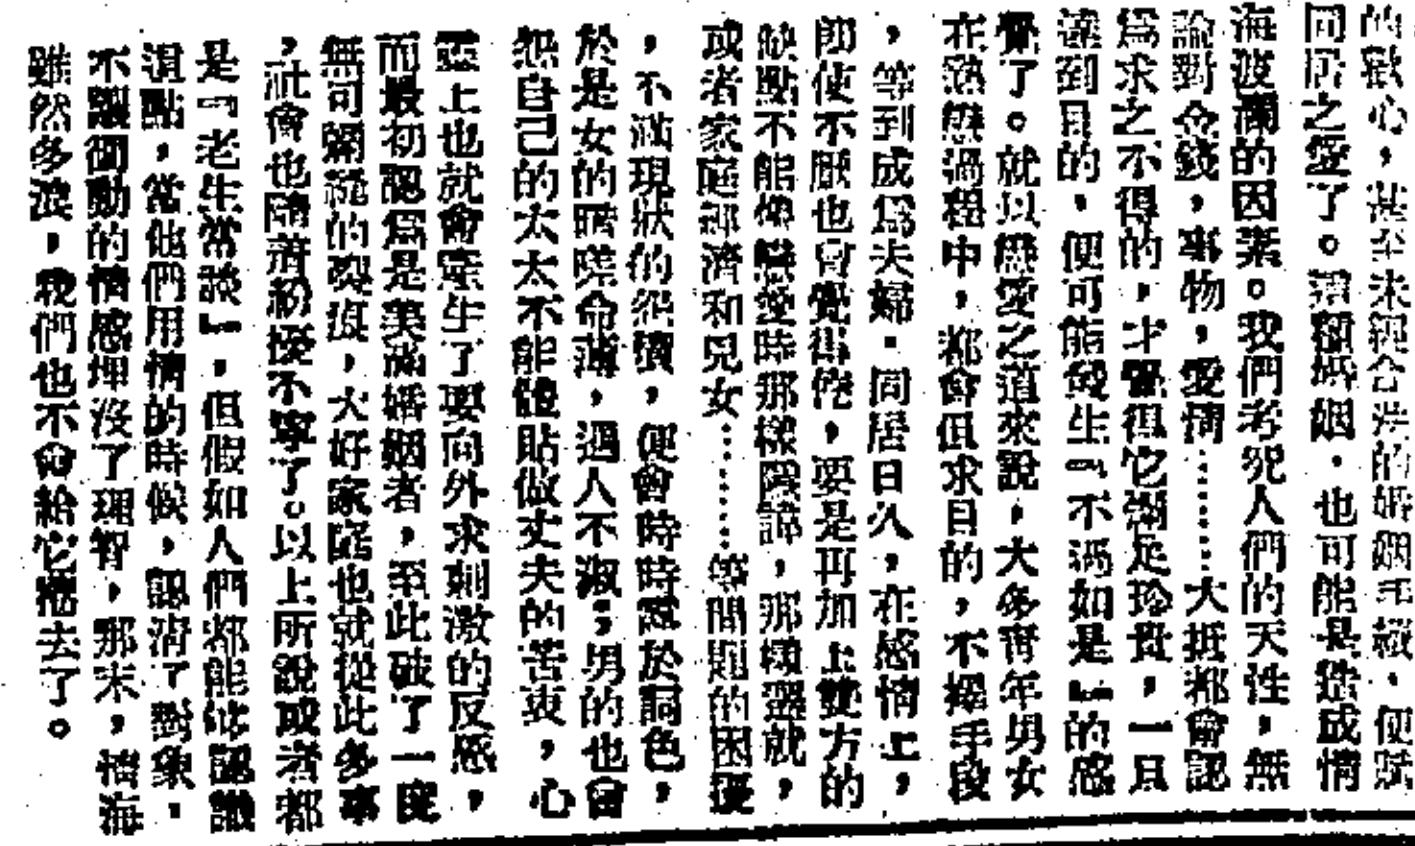 的歡心，甚至未經合法的婚姻手續，便賦
同居之愛了。這種婚姻，也可能是造成情
海波瀾的因素。我們考究人們的天性，無
論對金錢，事物，愛情……大抵都會認
爲求之不得的，才覺得它滿足珍貴，一旦
達到目的，便可能發生『不過如是』的感
覺了。就以戀愛之道來說，大多靑年男女
在熱戀過程中，都會但求目的，不擇手段
，等到成爲夫婦，同居日久，在感情上，
卽使不厭也會覺得倦，要是再加上雙方的
缺點不能像戀愛時那樣隱諱，那樣遷就，
或者家庭經濟和兒女……等問題的困擾
，不滿現狀的積，便會時時露於詞色，
於是女的嗟命薄，遇人不淑；男的也會
怨自己的太太不能體貼做丈夫的苦衷，心
靈上也就會產生了要向外求刺激的反感，
而最初認爲是美滿婚姻者，至此破了一度
無可彌縫的裂痕，大好家庭也就從此多事
，社會也隨着紛擾不寧了。以上所說或者都
是『老生常談』，但假如人們都能够認識
這點，當他們用情的時候，認淸了對象，
不讓衝動的情感埋沒了理智，那末，情海
雖然多浪，我們也不會給它捲去了。